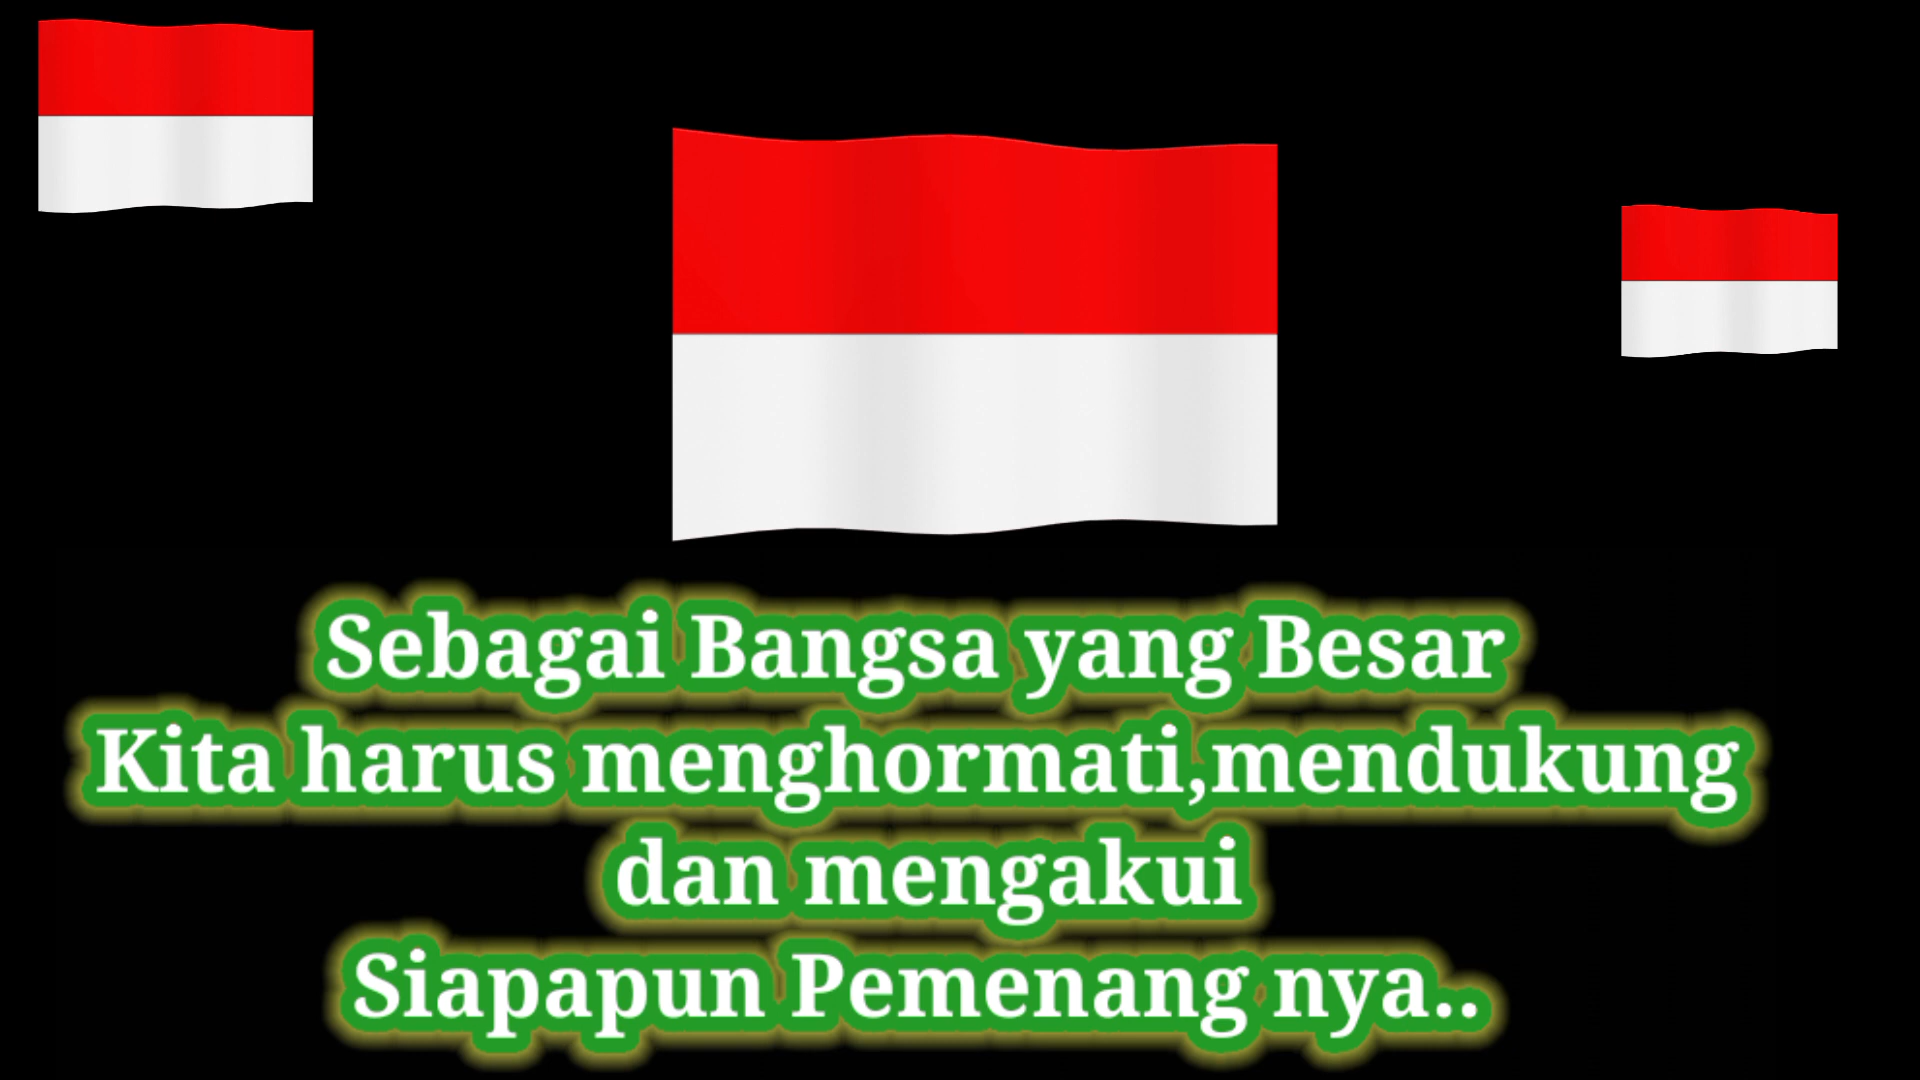 Sebagai Bangsa yang Besar
Kita harus menghormati,mendukung
dan mengakui
Siapapun Pemenang nya..